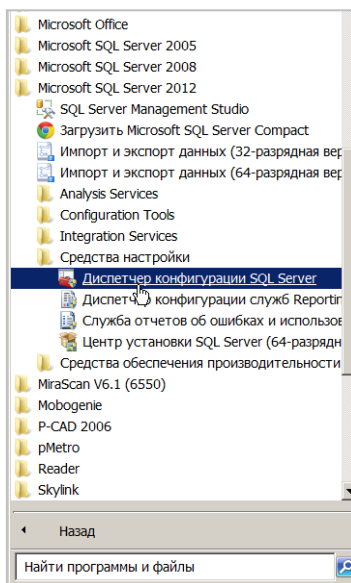 Microsoft Office
Microsoft SQL Server 2005
Microsoft SQL Server 2008
Microsoft SQL Server 2012
SQL Server Management Studio
Загрузить Microsoft SQL Server Compact
Импорт и экспорт данных (32-разрядная вер
Импорт и экспорт данных (64-разрядная вер
Analysis Services
Configuration Tools
Integration Services
Средства настройки
Диспетчер конфигурации SQL Server
Диспетч конфигурации служб Reportin
Служба отчетов об ошибках и использов
Центр установки SQL Server (64-разрядн
Средства обеспечения производительности
MiraScan V6.1 (6550)
Mobogenie
P-CAD 2006
pMetro
Reader
Skylink
Назад
Найти программы и файлы